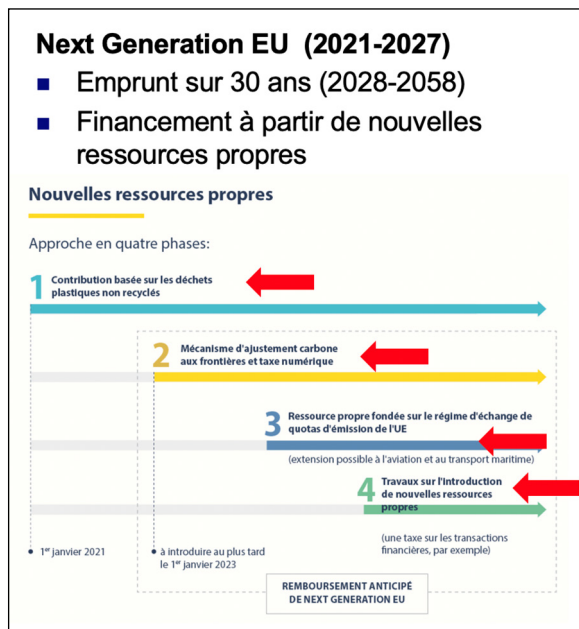 Next Generation EU (2021-2027)
Emprunt sur 30 ans (2028-2058)
Financement à partir de nouvelles
ressources propres
Nouvelles ressources propres
Approche en quatre phases:
1 Contribution basée sur les déchets
plastiques non recyclés
2 Mécanisme d'ajustement carbone
aux frontières et taxe numérique
3 Ressource propre fondée sur le régime d'échange de
quotas d'émission de l'UE
(extension possible à l'aviation et au transport maritime)
4 Travaux sur l'introduction
de nouvelles ressources
propres
(une taxe sur les transactions
financières, par exemple)
1er janvier 2021
à introduire au plus tard
le 1er janvier 2023
REMBOURSEMENT ANTICIPÉ
DE NEXT GENERATION EU